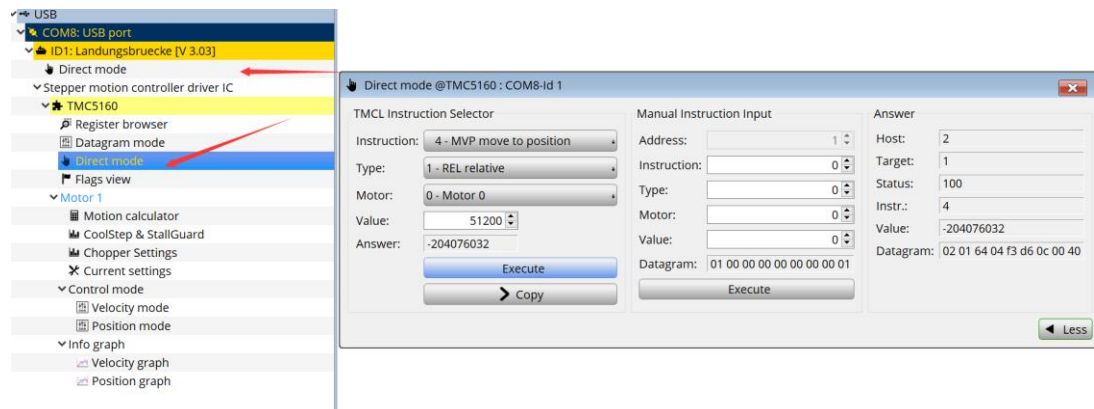 USB
COM8: USB port
ID1: Landungsbruecke [V 3.03]
Direct mode
Stepper motion controller driver IC
TMC5160
Register browser
Datagram mode
Direct mode
Flags view
Motor 1
Motion calculator
CoolStep & StallGuard
Chopper Settings
Current settings
Control mode
Velocity mode
Position mode
Info graph
Velocity graph
Position graph
Direct mode @TMC5160 : COM8-Id 1
TMCL Instruction Selector
Instruction: 4 - MVP move to position
Type: 1 - REL relative
Motor: 0 - Motor 0
Value: 51200
Answer: -204076032
Execute
Copy
Manual Instruction Input
Address: 1
Instruction: 0
Type: 0
Motor: 0
Value: 0
Datagram: 01 00 00 00 00 00 00 00 01
Execute
Answer
Host: 2
Target: 1
Status: 100
Instr.: 4
Value: -204076032
Datagram: 02 01 64 04 f3 d6 0c 00 40
Less